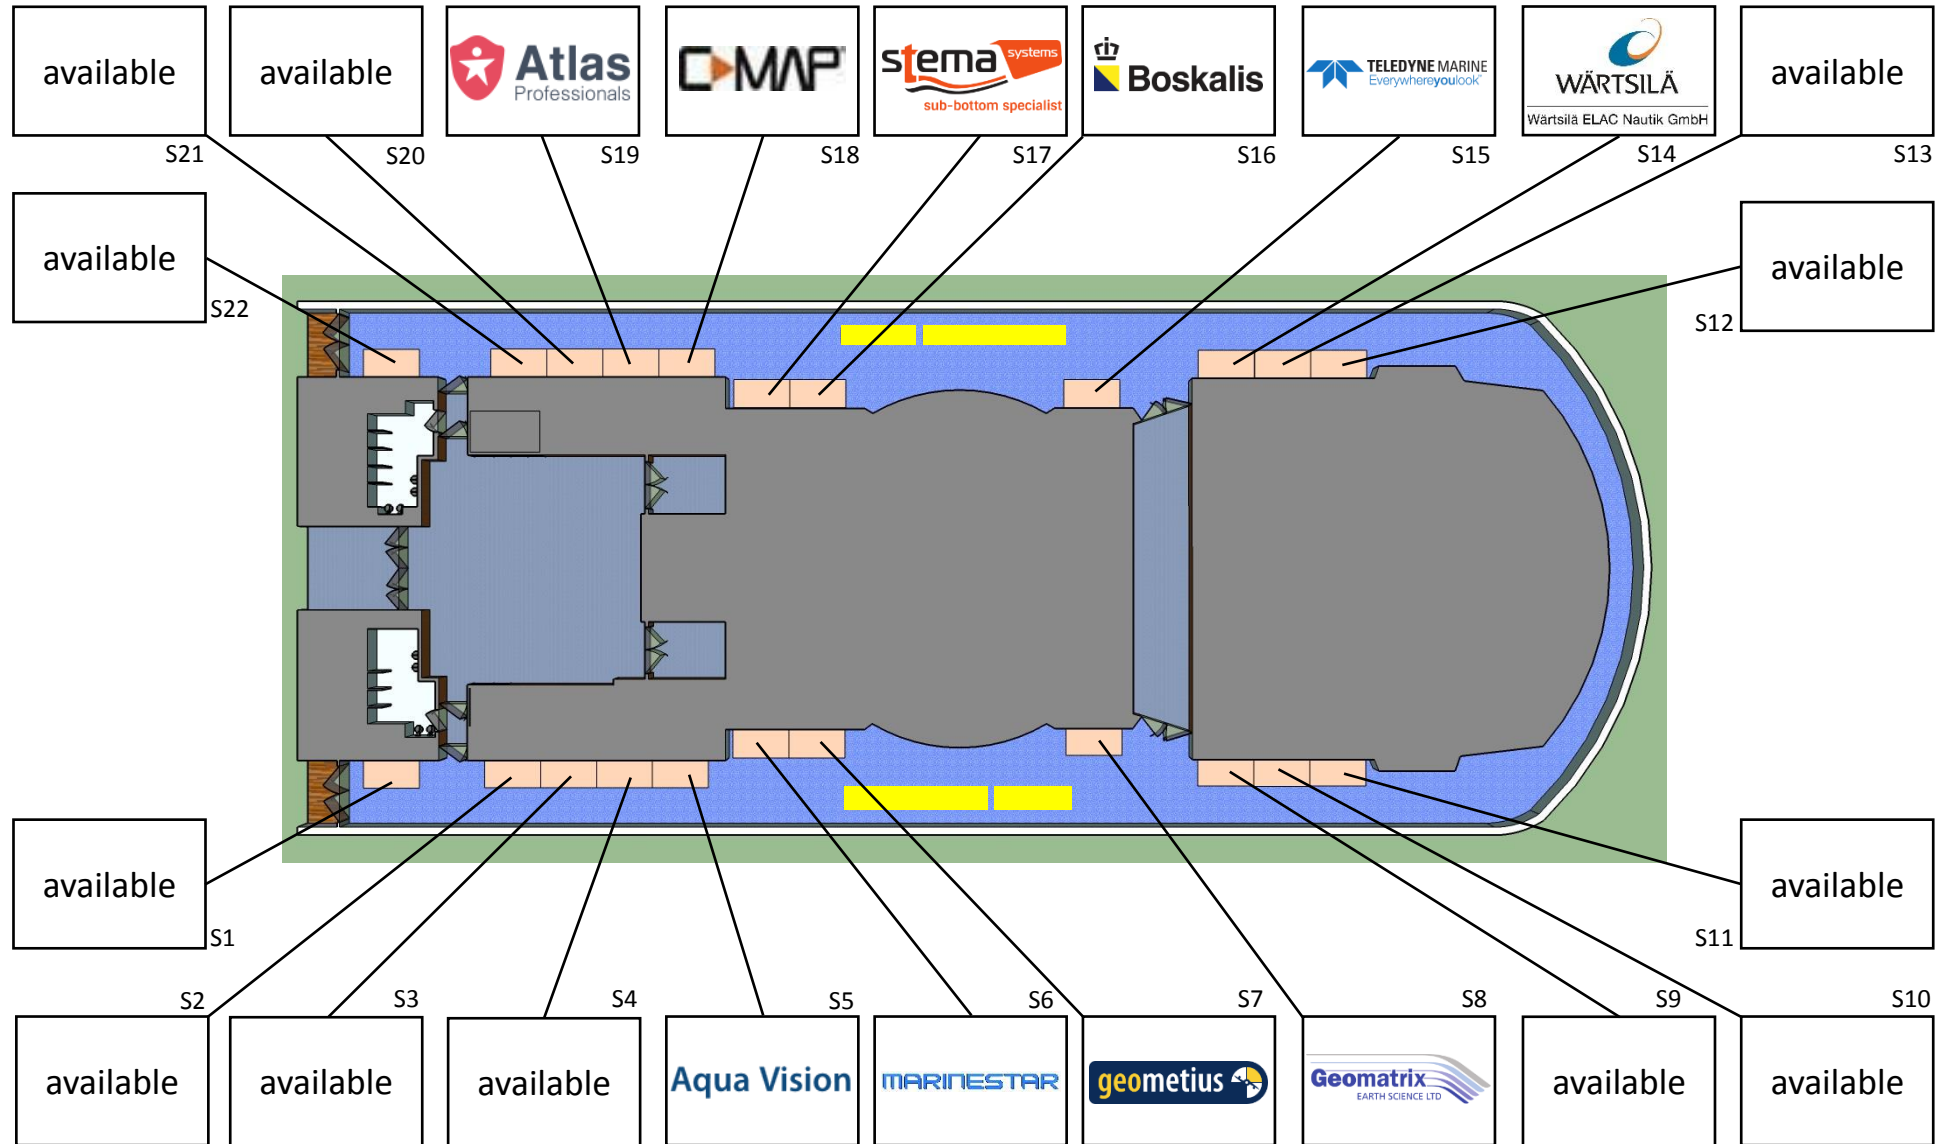 available
available
Atlas
Professionals
C-MAP
stema systems
sub-bottom specialist
Boskalis
TELEDYNE MARINE
Everywhereyoulook
WÄRTSILÄ
Wärtsilä ELAC Nautik GmbH
available
S21
S20
S19
S18
S17
S16
S15
S14
S13
available
S22
available
S12
available
S1
available
S11
S2
S3
S4
S5
S6
S7
S8
S9
S10
available
available
available
Aqua Vision
MARINESTAR
geometius
Geomatrix
EARTH SCIENCE LTD
available
available